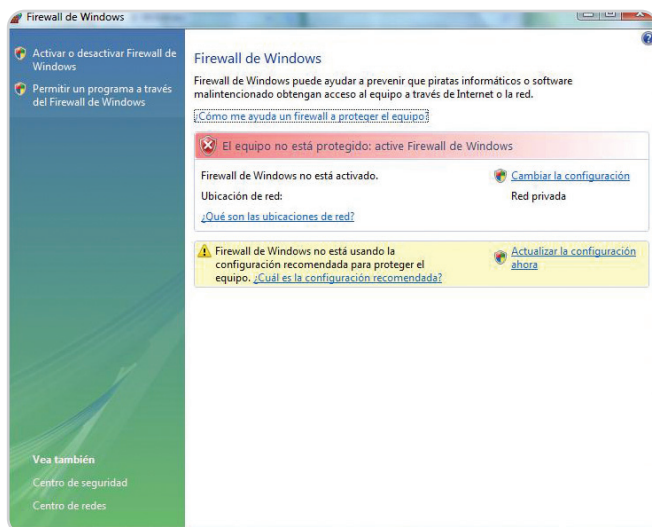 Firewall de Windows
Activar o desactivar Firewall de
Windows
Permitir un programa a través
del Firewall de Windows
Firewall de Windows
Firewall de Windows puede ayudar a prevenir que piratas informáticos o software
malintencionado obtengan acceso al equipo a través de Internet o la red.
¿Cómo me ayuda un firewall a proteger el equipo?
El equipo no está protegido: active Firewall de Windows
Firewall de Windows no está activado.
Cambiar la configuración
Ubicación de red:
Red privada
¿Qué son las ubicaciones de red?
Firewall de Windows no está usando la
configuración recomendada para proteger el
equipo. ¿Cuál es la configuración recomendada?
Actualizar la configuración
ahora
Vea también
Centro de seguridad
Centro de redes